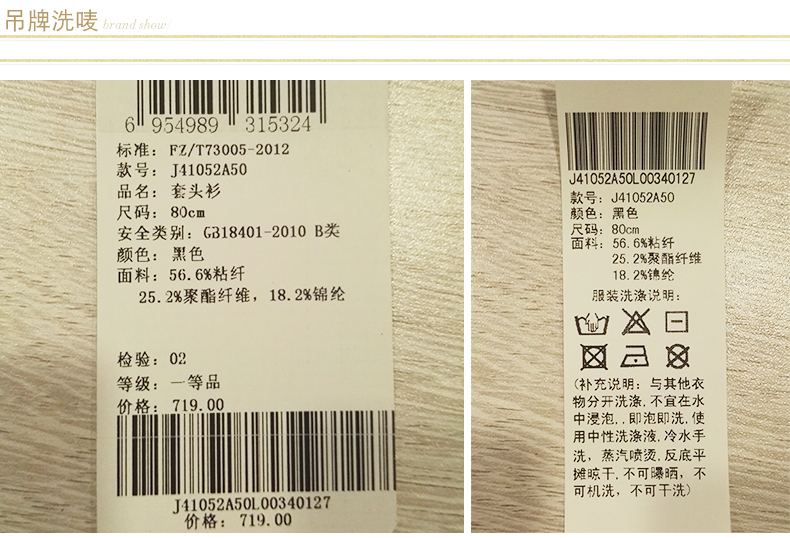 吊牌洗唛 brand show/
6 954989 315324
标准: FZ/T73005-2012
款号: J41052A50
品名: 套头衫
尺码: 80cm
安全类别: GB18401-2010 B类
颜色: 黑色
面料: 56.6%粘纤
25.2%聚酯纤维, 18.2%锦纶
检验: 02
等级: 一等品
价格: 719.00
J41052A50L00340127
价格: 719.00
J41052A50L00340127
款号: J41052A50
颜色: 黑色
尺码: 80cm
面料: 56.6%粘纤
25.2%聚酯纤维
18.2%锦纶
服装洗涤说明:
(补充说明: 与其他衣
物分开洗涤,不宜在水
中浸泡,,即泡即洗,使
用中性洗涤液,冷水手
洗, 蒸汽喷烫,反底平
摊晾干,不可曝晒, 不
可机洗, 不可干洗)